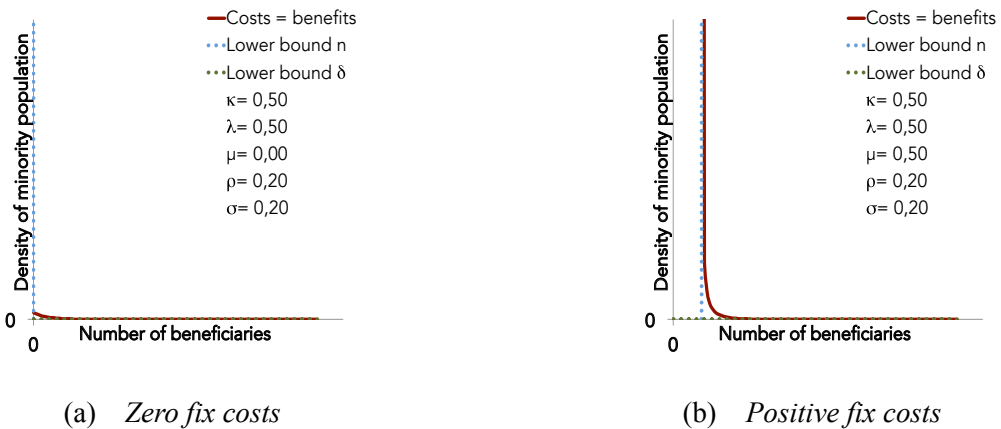 Density of minority population
Costs = benefits
Lower bound n
Lower bound δ
κ= 0,50
λ= 0,50
μ= 0,00
ρ= 0,20
σ= 0,20
0
Number of beneficiaries
0
(a) Zero fix costs
Density of minority population
Costs = benefits
Lower bound n
Lower bound δ
κ= 0,50
λ= 0,50
μ= 0,50
ρ= 0,20
σ= 0,20
0
Number of beneficiaries
0
(b) Positive fix costs